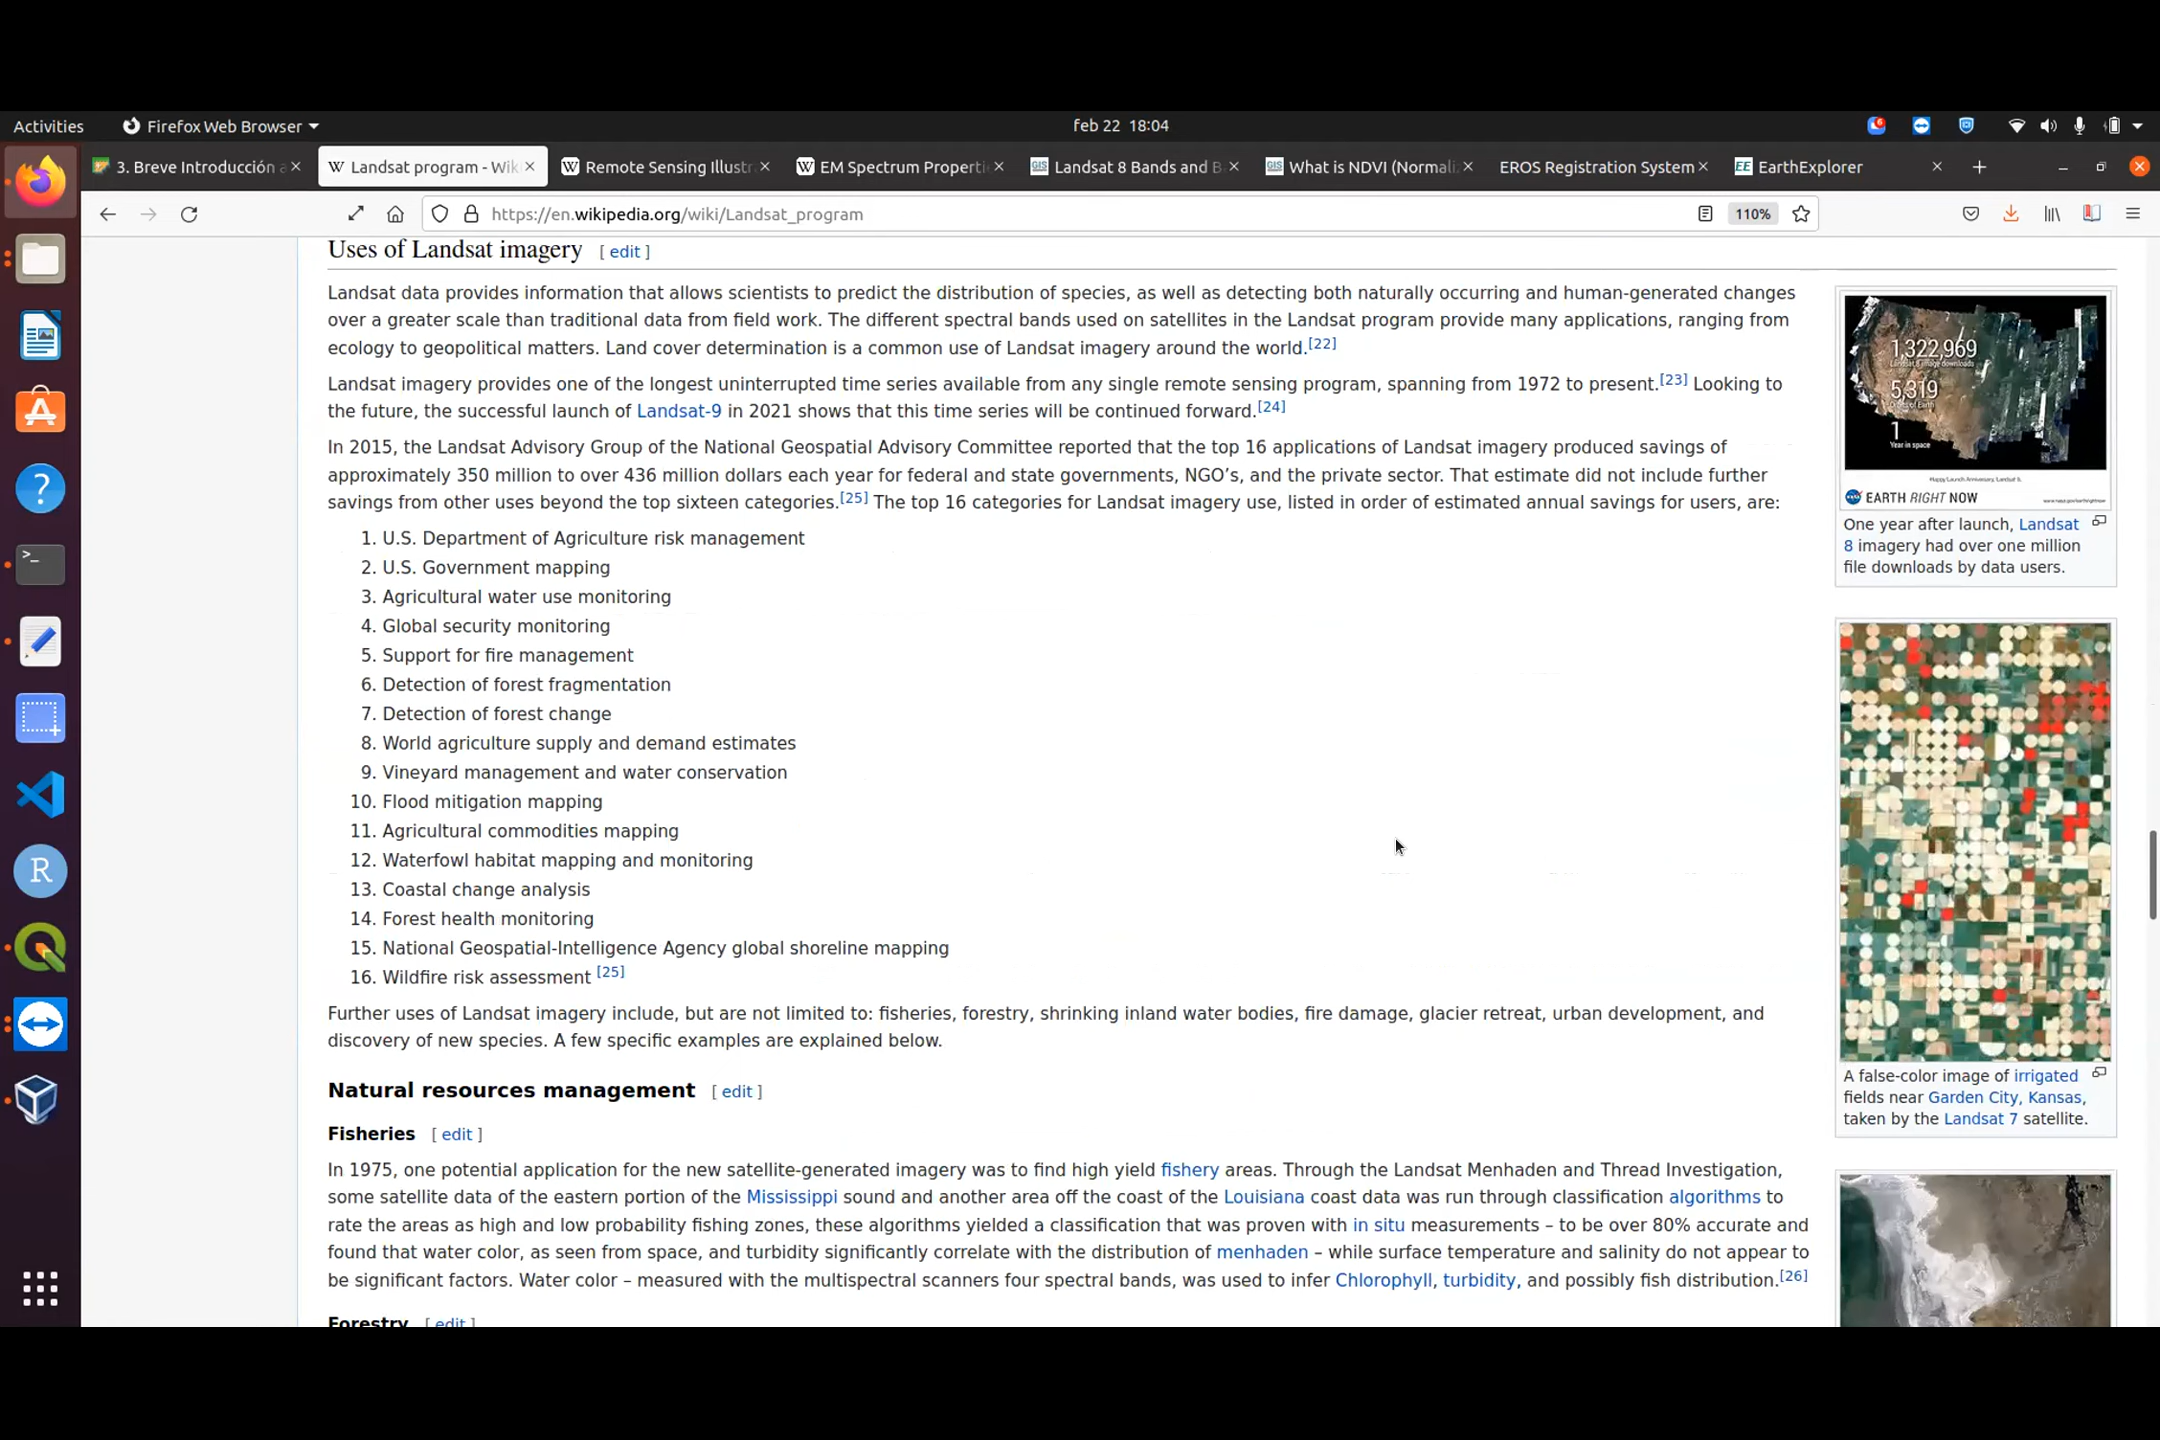 Activities
Firefox Web Browser
feb 22 18:04
3. Breve Introducción a
Landsat program - Wiki
Remote Sensing Illustr
EM Spectrum Properti
Landsat 8 Bands and B
What is NDVI (Normali
EROS Registration System
EE EarthExplorer
https://en.wikipedia.org/wiki/Landsat_program
110%
Uses of Landsat imagery [ edit ]
Landsat data provides information that allows scientists to predict the distribution of species, as well as detecting both naturally occurring and human-generated changes
over a greater scale than traditional data from field work. The different spectral bands used on satellites in the Landsat program provide many applications, ranging from
ecology to geopolitical matters. Land cover determination is a common use of Landsat imagery around the world.[22]
Landsat imagery provides one of the longest uninterrupted time series available from any single remote sensing program, spanning from 1972 to present.[23] Looking to
the future, the successful launch of Landsat-9 in 2021 shows that this time series will be continued forward.[24]
In 2015, the Landsat Advisory Group of the National Geospatial Advisory Committee reported that the top 16 applications of Landsat imagery produced savings of
approximately 350 million to over 436 million dollars each year for federal and state governments, NGO’s, and the private sector. That estimate did not include further
savings from other uses beyond the top sixteen categories.[25] The top 16 categories for Landsat imagery use, listed in order of estimated annual savings for users, are:
1. U.S. Department of Agriculture risk management
2. U.S. Government mapping
3. Agricultural water use monitoring
4. Global security monitoring
5. Support for fire management
6. Detection of forest fragmentation
7. Detection of forest change
8. World agriculture supply and demand estimates
9. Vineyard management and water conservation
10. Flood mitigation mapping
11. Agricultural commodities mapping
12. Waterfowl habitat mapping and monitoring
13. Coastal change analysis
14. Forest health monitoring
15. National Geospatial-Intelligence Agency global shoreline mapping
16. Wildfire risk assessment [25]
Further uses of Landsat imagery include, but are not limited to: fisheries, forestry, shrinking inland water bodies, fire damage, glacier retreat, urban development, and
discovery of new species. A few specific examples are explained below.
Natural resources management [ edit ]
Fisheries [ edit ]
In 1975, one potential application for the new satellite-generated imagery was to find high yield fishery areas. Through the Landsat Menhaden and Thread Investigation,
some satellite data of the eastern portion of the Mississippi sound and another area off the coast of the Louisiana coast data was run through classification algorithms to
rate the areas as high and low probability fishing zones, these algorithms yielded a classification that was proven with in situ measurements – to be over 80% accurate and
found that water color, as seen from space, and turbidity significantly correlate with the distribution of menhaden – while surface temperature and salinity do not appear to
be significant factors. Water color – measured with the multispectral scanners four spectral bands, was used to infer Chlorophyll, turbidity, and possibly fish distribution.[26]
Forestry [ edit ]
1,322,969
5,319
1
Year in space
Happy Launch Anniversary, Landsat 8.
EARTH RIGHT NOW
One year after launch, Landsat
8 imagery had over one million
file downloads by data users.
A false-color image of irrigated
fields near Garden City, Kansas,
taken by the Landsat 7 satellite.